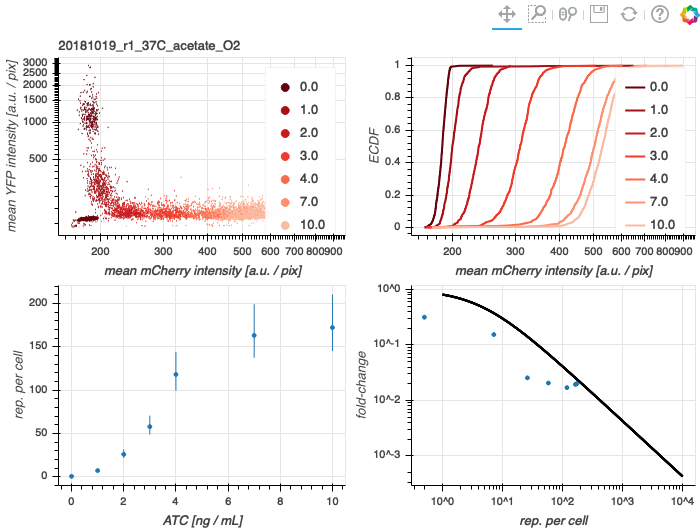 20181019_r1_37C_acetate_O2
mean YFP intensity [a.u. / pix]
3000
2500
2000
1500
1000
500
0.0
1.0
2.0
3.0
4.0
7.0
10.0
200 300 400 500 600 700 800 900
mean mCherry intensity [a.u. / pix]
ECDF
1
0.8
0.6
0.4
0.2
0
0.0
1.0
2.0
3.0
4.0
7.0
10.0
200 300 400 500 600 700 800 900
mean mCherry intensity [a.u. / pix]
rep. per cell
200
150
100
50
0
0 2 4 6 8 10
ATC [ng / mL]
fold-change
10^0
10^-1
10^-2
10^-3
10^0 10^1 10^2 10^3 10^4
rep. per cell